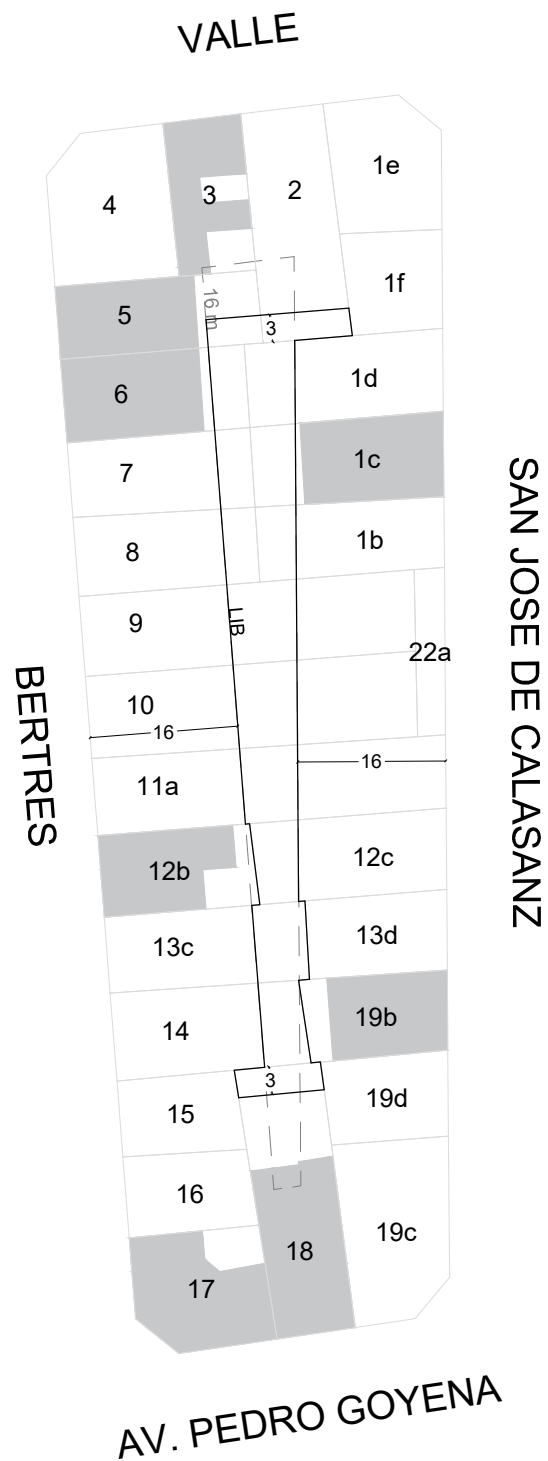 VALLE
4
3
2
1e
1f
5
16 m
3
6
1d
7
1c
8
1b
9
LIB
22a
10
16
16
11a
12b
12c
13c
13d
14
19b
3
15
19d
16
18
19c
17
BERTRES
SAN JOSE DE CALASANZ
AV. PEDRO GOYENA